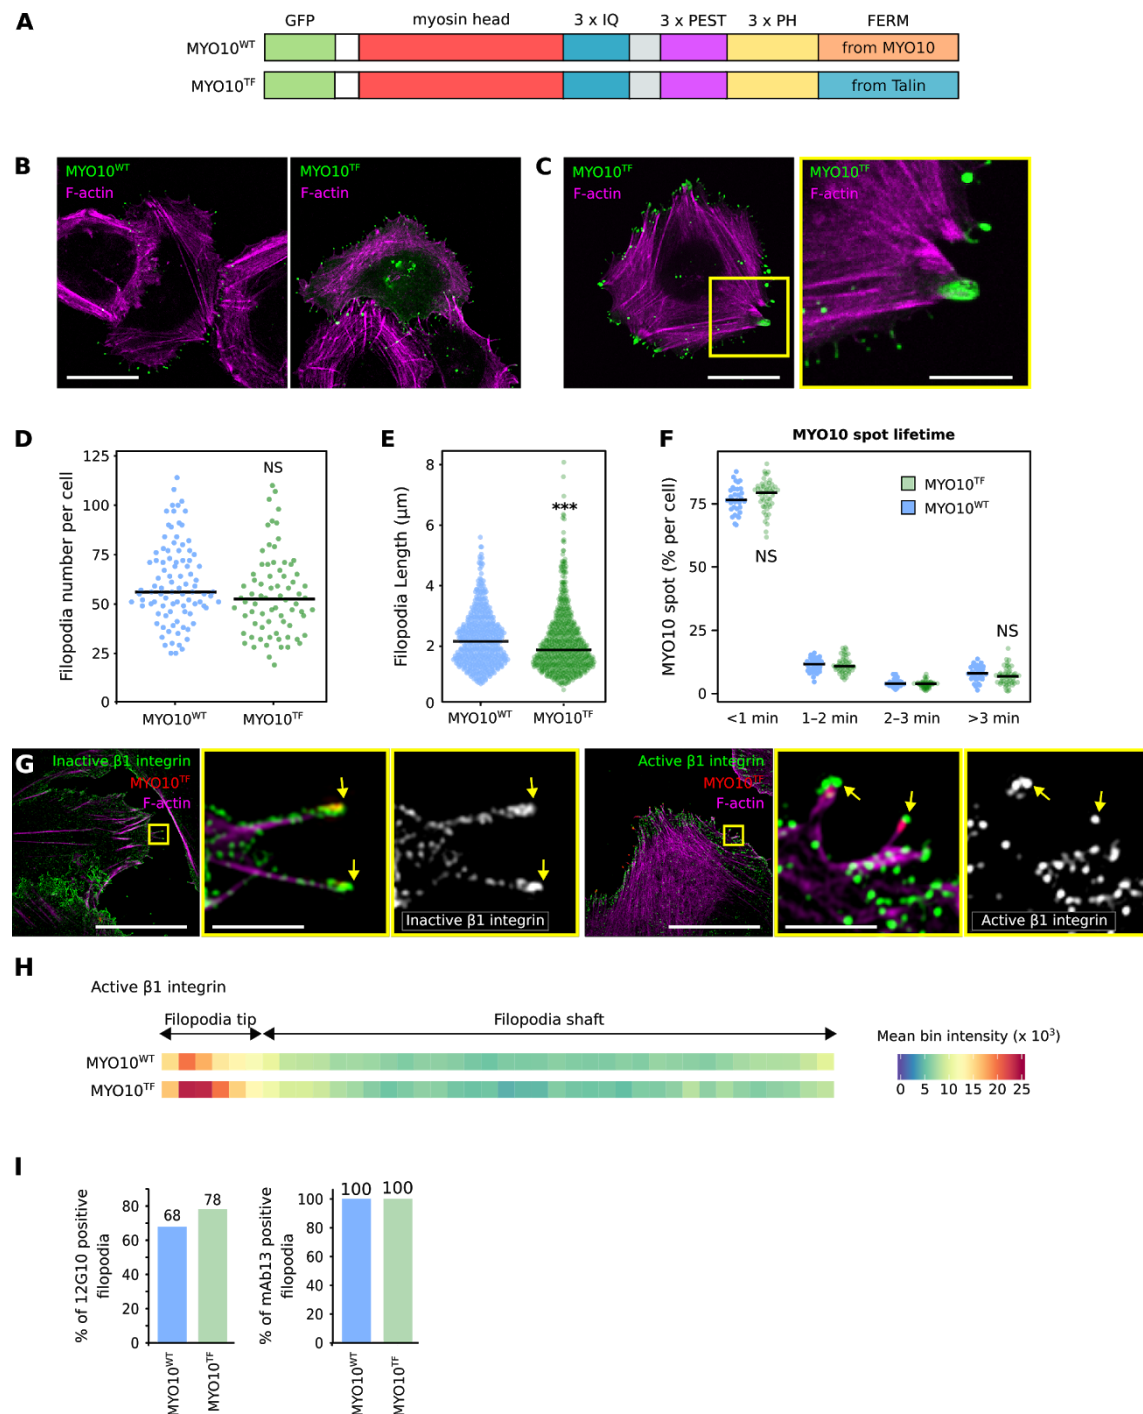 A
GFP myosin head 3 x IQ 3 x PEST 3 x PH FERM
MYO10WT from MYO10
MYO10TF from Talin
B
MYO10WT
F-actin
MYO10TF
F-actin
C
MYO10TF
F-actin
MYO10TF
F-actin
D
Filopodia number per cell
125
100
75
50
25
0
NS
MYO10WT MYO10TF
E
Filopodia Length (µm)
8
6
4
2
0
***
MYO10WT MYO10TF
F
MYO10 spot lifetime
MYO10 spot (% per cell)
75
50
25
0
MYO10TF
MYO10WT
NS
NS
<1 min 1–2 min 2–3 min >3 min
G
Inactive β1 integrin
MYO10TF
F-actin
Inactive β1 integrin
Active β1 integrin
MYO10TF
F-actin
Active β1 integrin
H
Active β1 integrin
Filopodia tip Filopodia shaft
MYO10WT
MYO10TF
Mean bin intensity (x 10³)
0 5 10 15 20 25
I
% of 12G10 positive
filopodia
80
60
40
20
0
68
78
MYO10WT
MYO10TF
% of mAb13 positive
filopodia
100
80
60
40
20
0
100
100
MYO10WT
MYO10TF